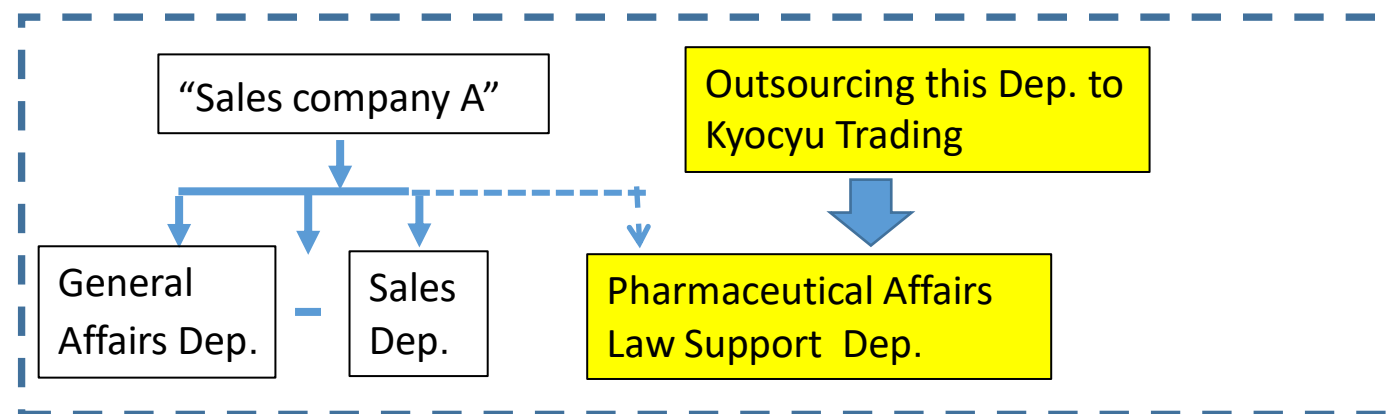 “Sales company A”
Outsourcing this Dep. to
Kyocyu Trading
General
Affairs Dep.
Sales
Dep.
Pharmaceutical Affairs
Law Support Dep.